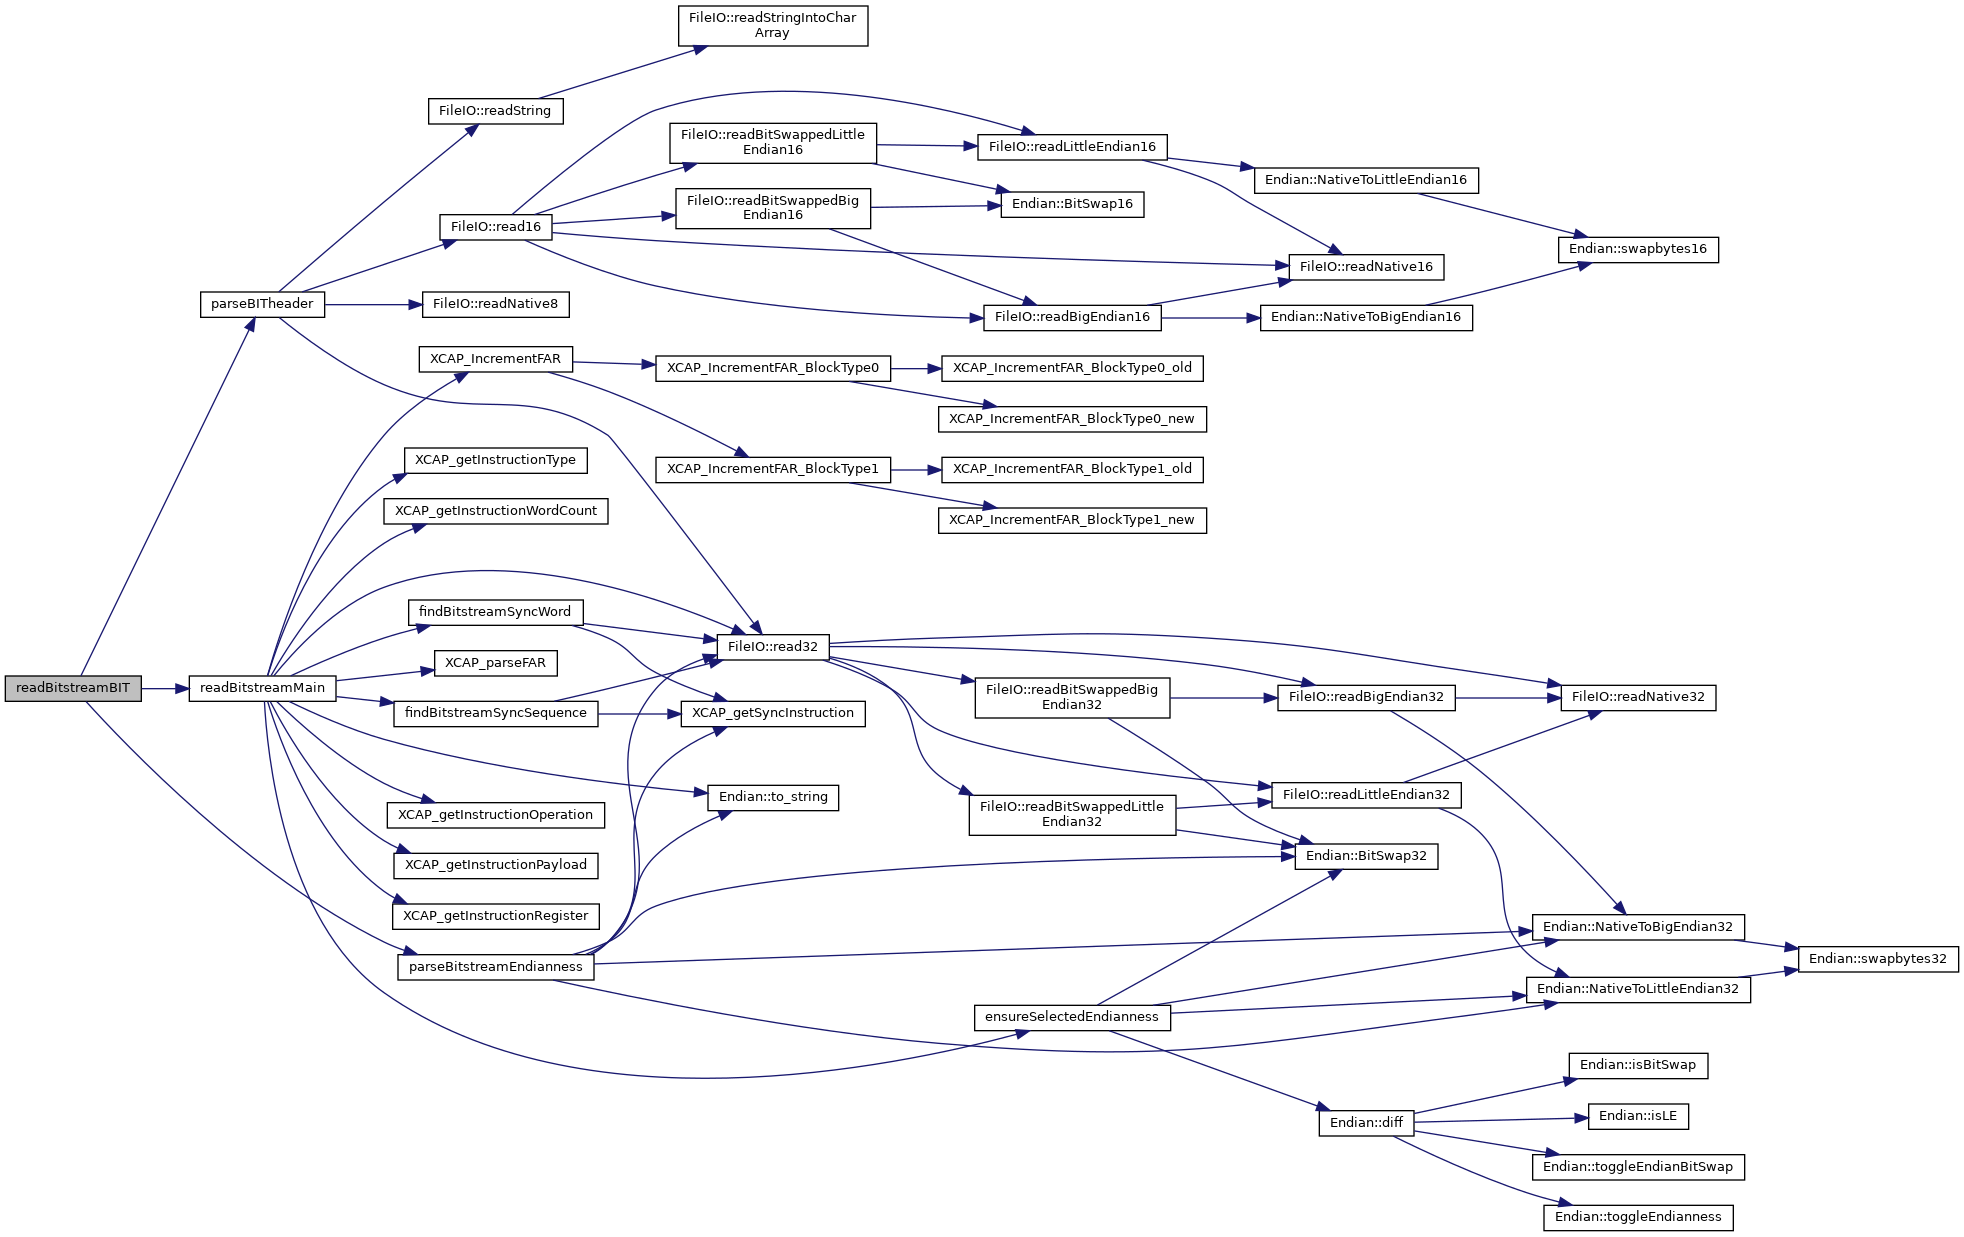 FileIO::readStringIntoChar
Array
FileIO::readString
FileIO::readBitSwappedLittle
Endian16
FileIO::readLittleEndian16
Endian::NativeToLittleEndian16
FileIO::readBitSwappedBig
Endian16
Endian::BitSwap16
FileIO::read16
Endian::swapbytes16
FileIO::readNative16
parseBITheader
FileIO::readNative8
FileIO::readBigEndian16
Endian::NativeToBigEndian16
XCAP_IncrementFAR
XCAP_IncrementFAR_BlockType0
XCAP_IncrementFAR_BlockType0_old
XCAP_IncrementFAR_BlockType0_new
XCAP_getInstructionType
XCAP_IncrementFAR_BlockType1
XCAP_IncrementFAR_BlockType1_old
XCAP_getInstructionWordCount
XCAP_IncrementFAR_BlockType1_new
findBitstreamSyncWord
FileIO::read32
XCAP_parseFAR
readBitstreamBIT
readBitstreamMain
FileIO::readBitSwappedBig
Endian32
FileIO::readBigEndian32
FileIO::readNative32
findBitstreamSyncSequence
XCAP_getSyncInstruction
Endian::to_string
FileIO::readLittleEndian32
FileIO::readBitSwappedLittle
Endian32
XCAP_getInstructionOperation
Endian::BitSwap32
XCAP_getInstructionPayload
XCAP_getInstructionRegister
Endian::NativeToBigEndian32
parseBitstreamEndianness
Endian::swapbytes32
Endian::NativeToLittleEndian32
ensureSelectedEndianness
Endian::isBitSwap
Endian::isLE
Endian::diff
Endian::toggleEndianBitSwap
Endian::toggleEndianness